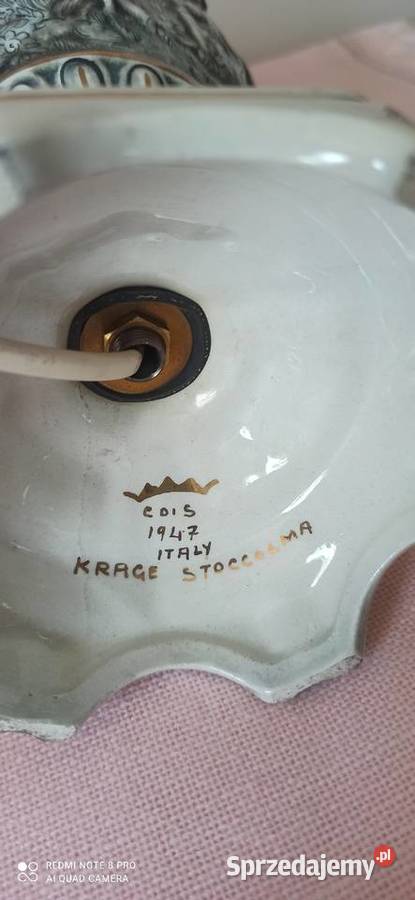 EDIS
1947
ITALY
KRAGE STOCCOLMA
REDMI NOTE 8 PRO
AI QUAD CAMERA
Sprzedajemy.pl